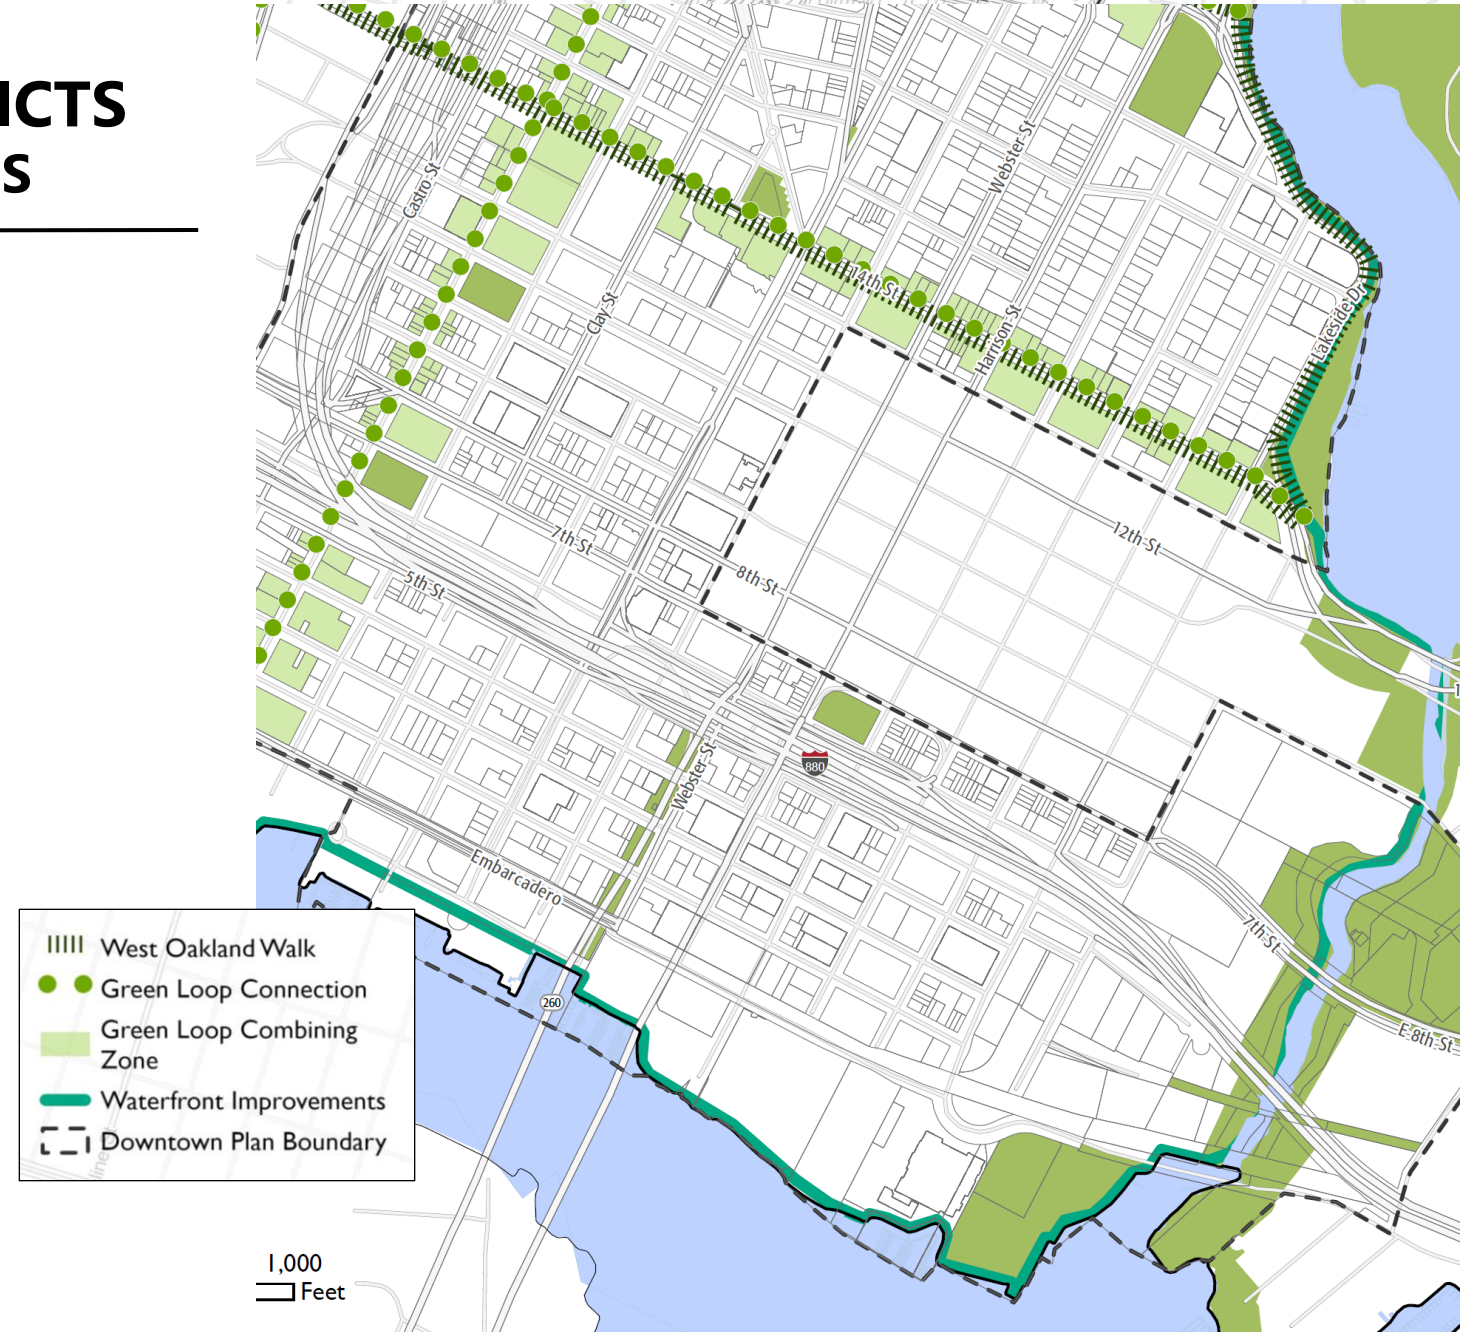 ICTS
S
Castro St
Webster St
Clay St
14th St
Harrison St
Lakeside Dr
12th St
7th St
8th St
5th St
Webster St
880
Embarcadero
7th St
E 8th St
260
West Oakland Walk
Green Loop Connection
Green Loop Combining
Zone
Waterfront Improvements
Downtown Plan Boundary
1,000
Feet